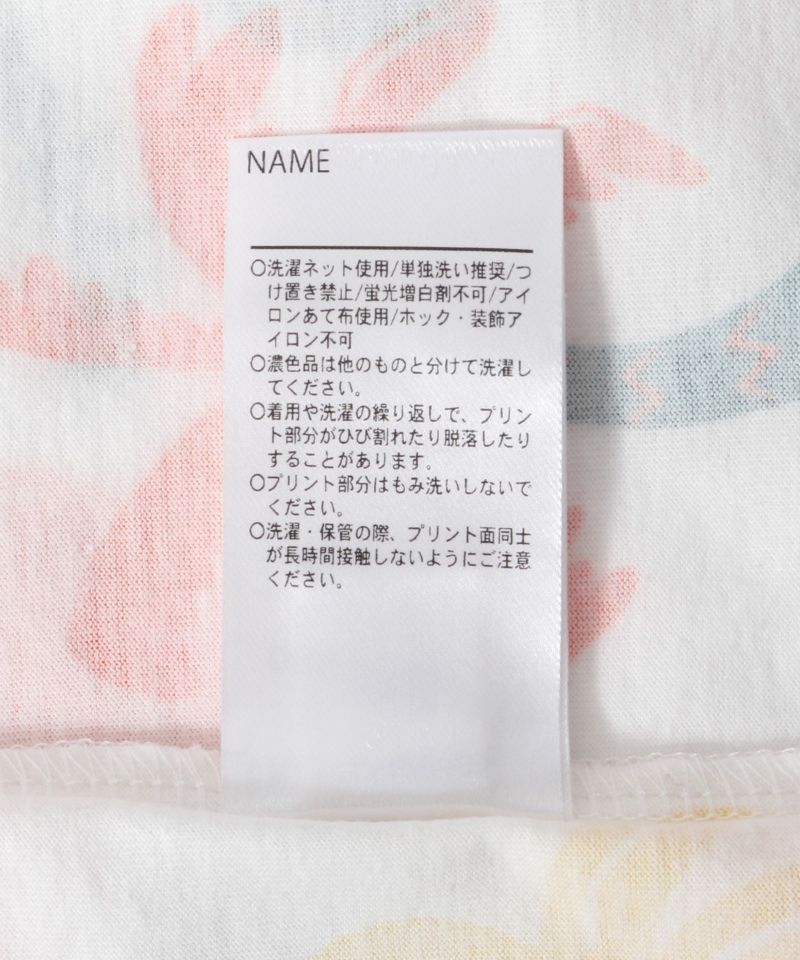 NAME
○洗濯ネット使用/単独洗い推奨/つ
け置き禁止/蛍光増白剤不可/アイ
ロンあて布使用/ホック・装飾ア
イロン不可
○濃色品は他のものと分けて洗濯し
てください。
○着用や洗濯の繰り返しで、プリン
ト部分がひび割れたり脱落したり
することがあります。
○プリント部分はもみ洗いしないで
ください。
○洗濯・保管の際、プリント面同士
が長時間接触しないようにご注意
ください。